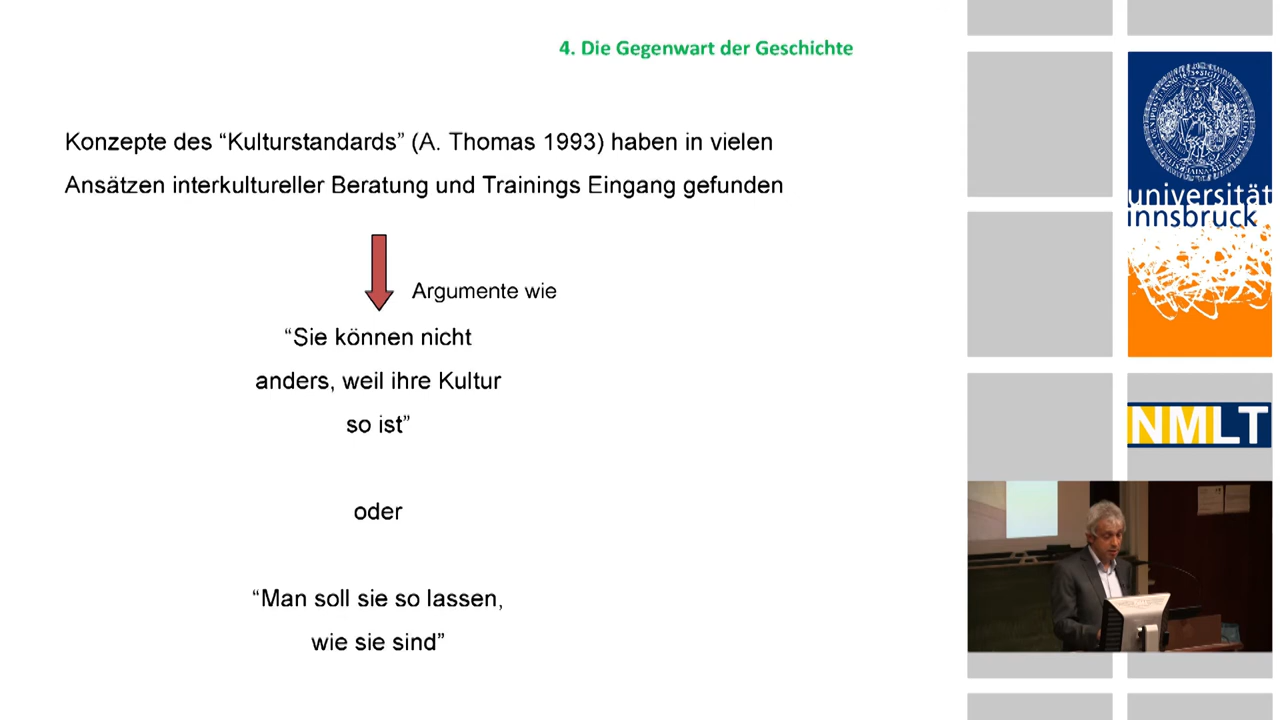 4. Die Gegenwart der Geschichte
Konzepte des “Kulturstandards” (A. Thomas 1993) haben in vielen
Ansätzen interkultureller Beratung und Trainings Eingang gefunden
Argumente wie
“Sie können nicht
anders, weil ihre Kultur
so ist”
oder
“Man soll sie so lassen,
wie sie sind”
universität
innsbruck
NMLT